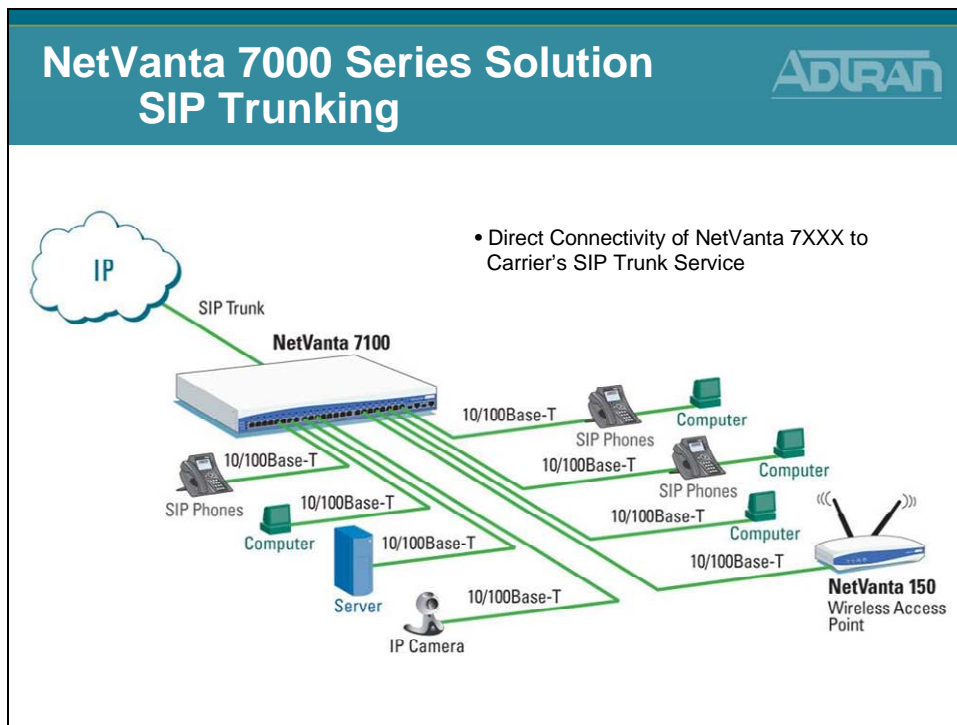 NetVanta 7000 Series Solution
SIP Trunking
ADTRAN
• Direct Connectivity of NetVanta 7XXX to
Carrier's SIP Trunk Service
IP
SIP Trunk
NetVanta 7100
10/100Base-T
SIP Phones
Computer
10/100Base-T
SIP Phones
Computer
10/100Base-T
SIP Phones
10/100Base-T
Computer
10/100Base-T
Computer
10/100Base-T
Server
10/100Base-T
NetVanta 150
Wireless Access
Point
10/100Base-T
IP Camera